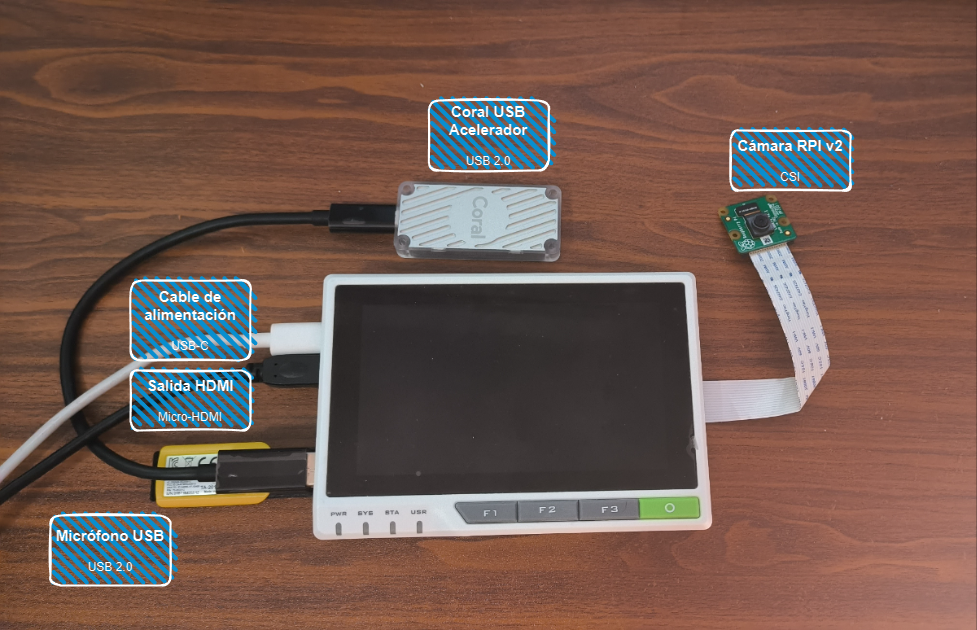 Coral USB
Acelerador
USB 2.0
Cámara RPI v2
CSI
Coral
Cable de
alimentación
USB-C
Salida HDMI
Micro-HDMI
PWR SYS STA USR
F1 F2 F3 O
Micrófono USB
USB 2.0